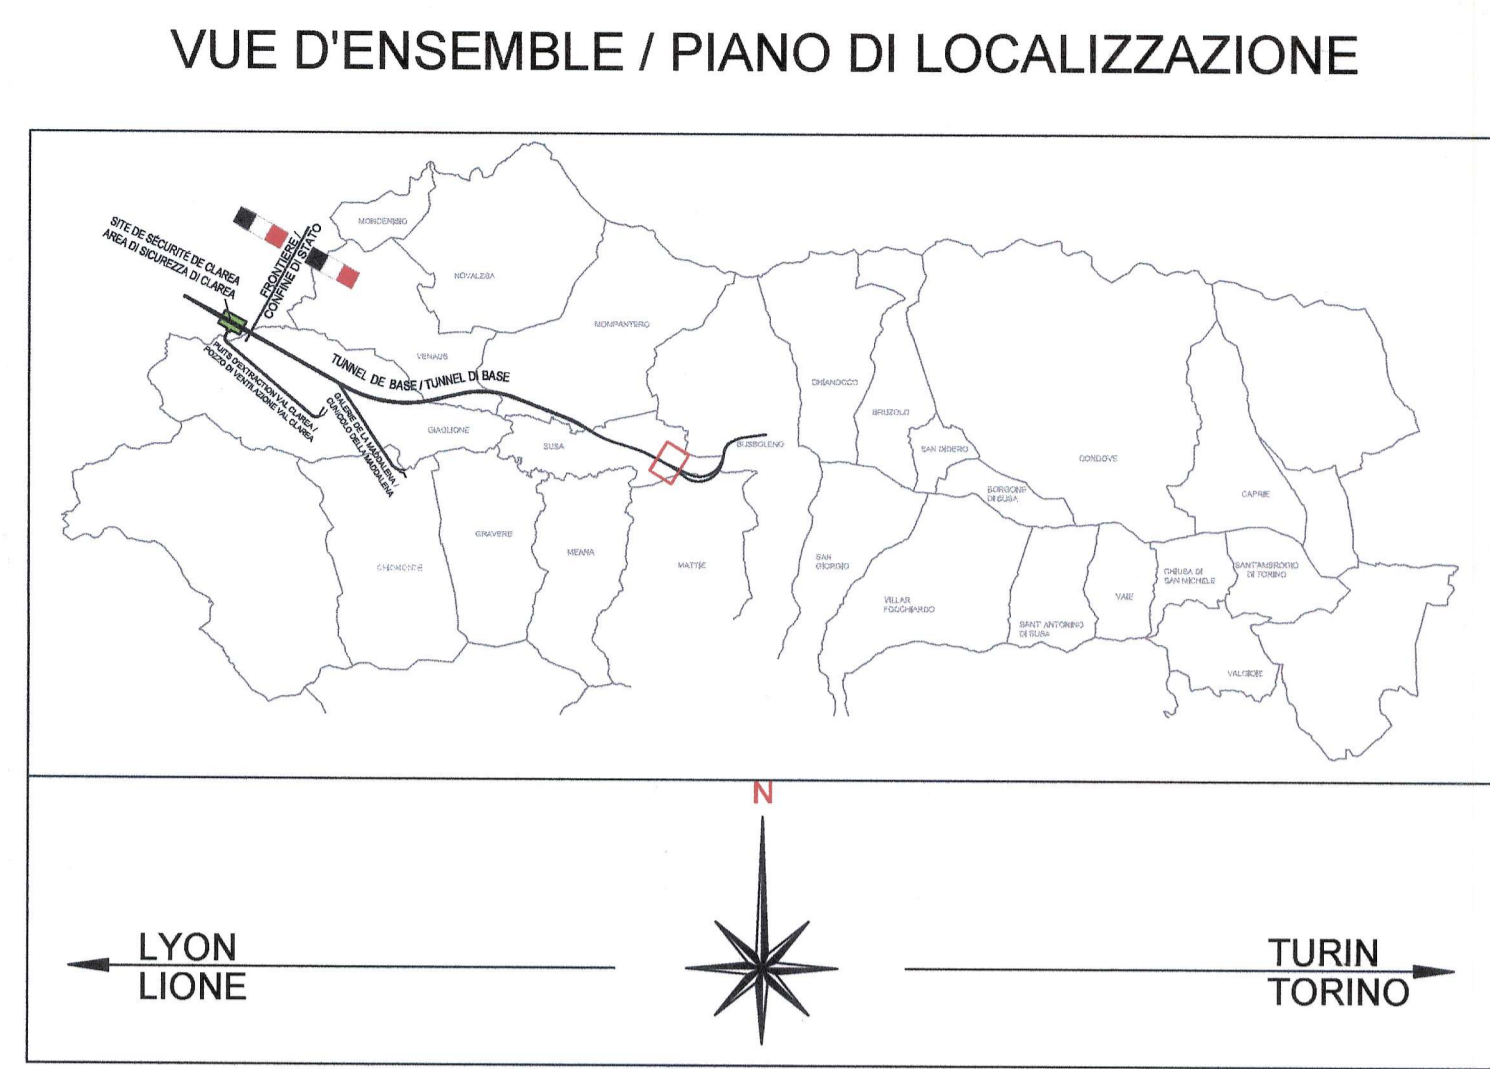 VUE D'ENSEMBLE / PIANO DI LOCALIZZAZIONE
SITE DE SÉCURITÉ DE CLAREA
AREA DI SICUREZZA DI CLAREA
FRONTIERE /
CONFINE DI STATO
MONCENISIO
NOVALESA
MOMPANTERO
VENAUS
TUNNEL DE BASE / TUNNEL DI BASE
PUITS D'EXTRACTION VAL CLAREA /
POZZO DI VENTILAZIONE VAL CLAREA
GALERIE DE LA MADDALENA /
CUNICOLO DELLA MADDALENA
GIAGLIONE
SUSA
BUSSOLENO
CHIANOCCO
BRUZOLO
SAN DIDERO
CONDOVE
BORGONE
DI SUSA
CAPRIE
GRAVERE
MEANA
MATTIE
CHIOMONTE
SAN
GIORGIO
VILLAR
FOCCHIARDO
SANT' ANTONINO
DI SUSA
VAIE
CHIUSA DI
SAN MICHELE
SANT'AMBROGIO
DI TORINO
VALGIOIE
N
LYON
LIONE
TURIN
TORINO